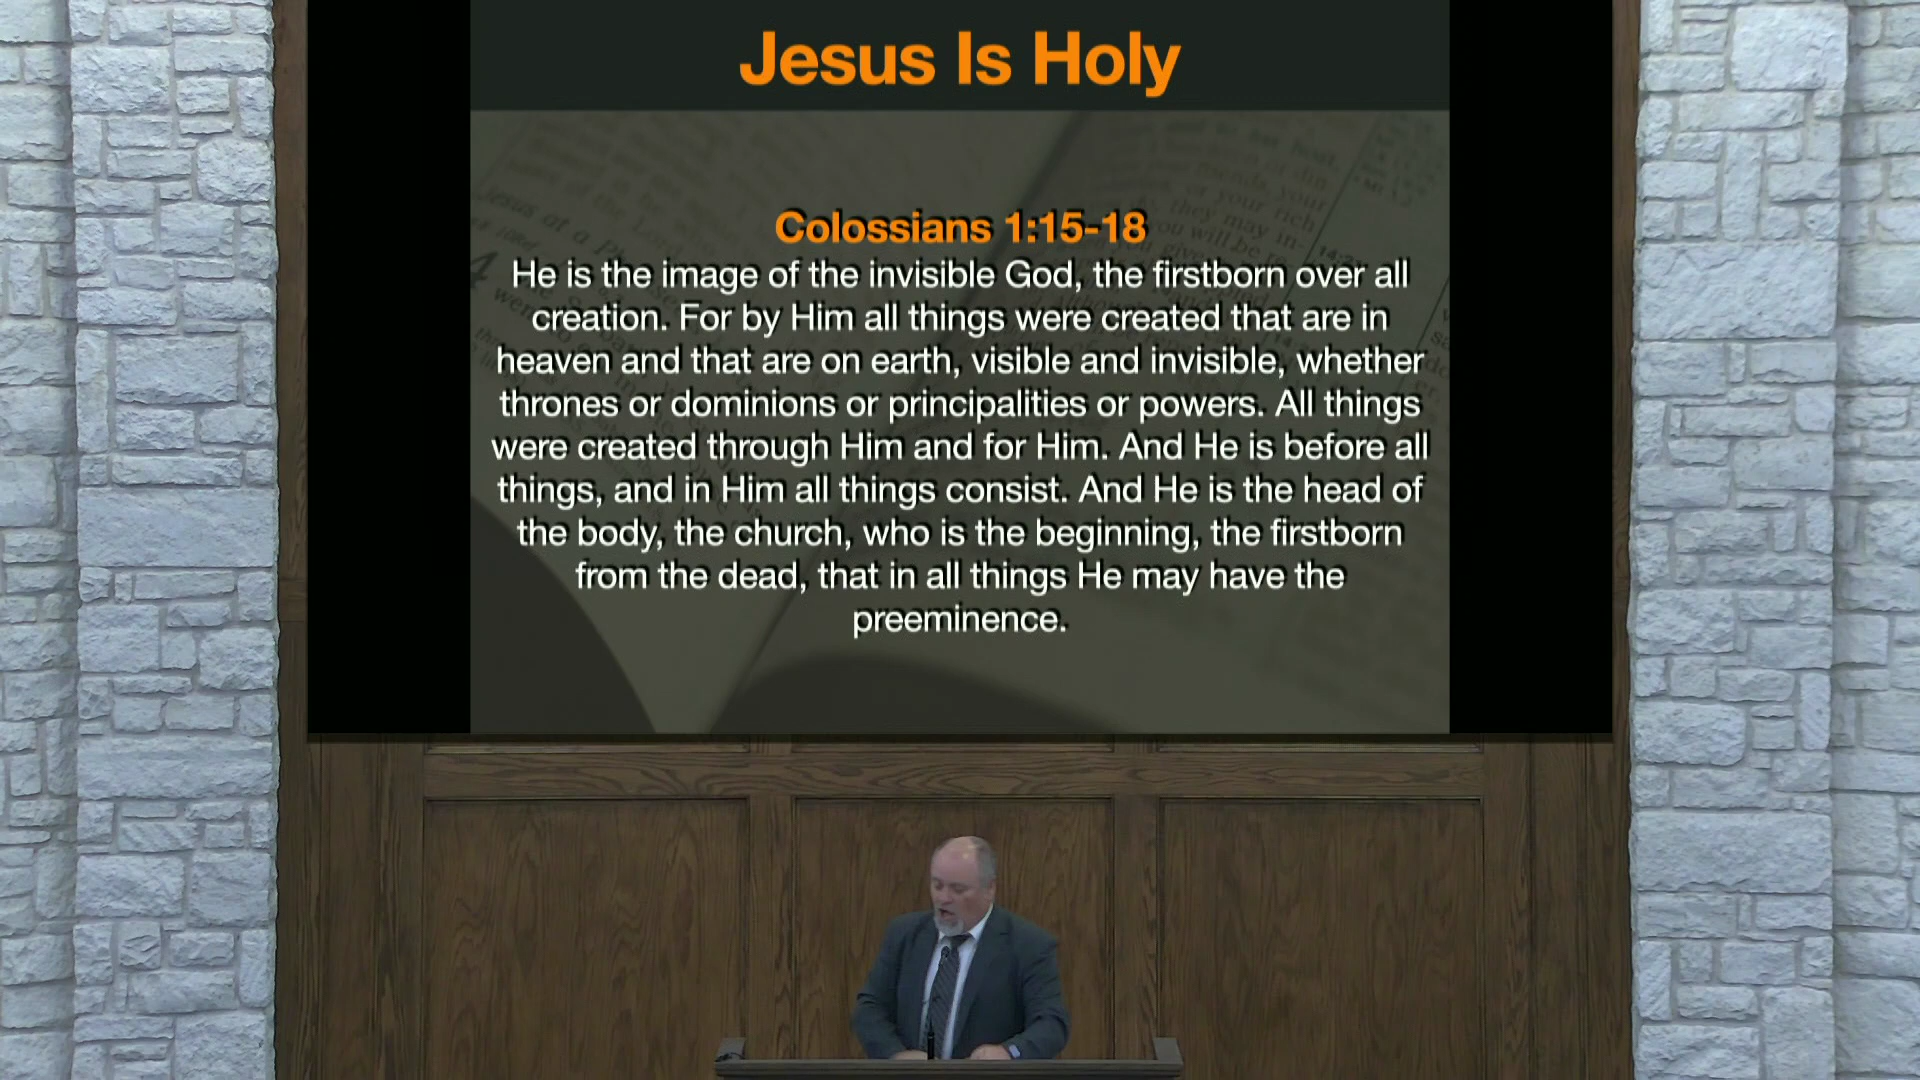 Jesus Is Holy
Colossians 1:15-18
He is the image of the invisible God, the firstborn over all
creation. For by Him all things were created that are in
heaven and that are on earth, visible and invisible, whether
thrones or dominions or principalities or powers. All things
were created through Him and for Him. And He is before all
things, and in Him all things consist. And He is the head of
the body, the church, who is the beginning, the firstborn
from the dead, that in all things He may have the
preeminence.